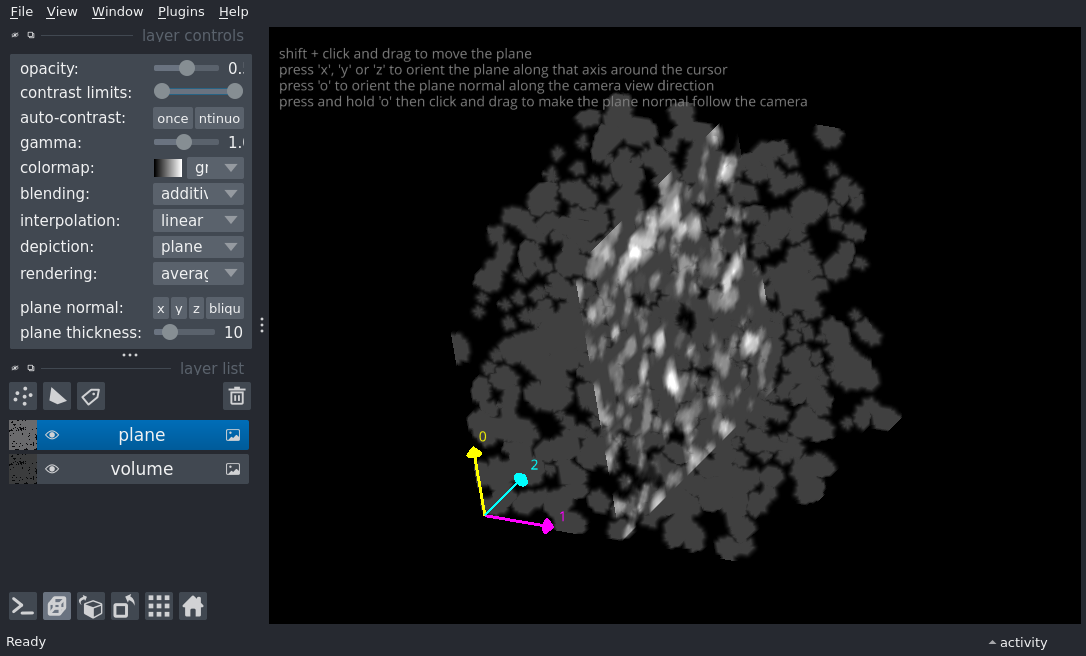 File View Window Plugins Help
layer controls
opacity: 0.
contrast limits:
auto-contrast: once ntinuo
gamma: 1.0
colormap: gr
blending: additiv
interpolation: linear
depiction: plane
rendering: averag
plane normal: x y z bliqu
plane thickness: 10
layer list
plane
volume
Ready
shift + click and drag to move the plane
press 'x', 'y' or 'z' to orient the plane along that axis around the cursor
press 'o' to orient the plane normal along the camera view direction
press and hold 'o' then click and drag to make the plane normal follow the camera
0
2
1
activity